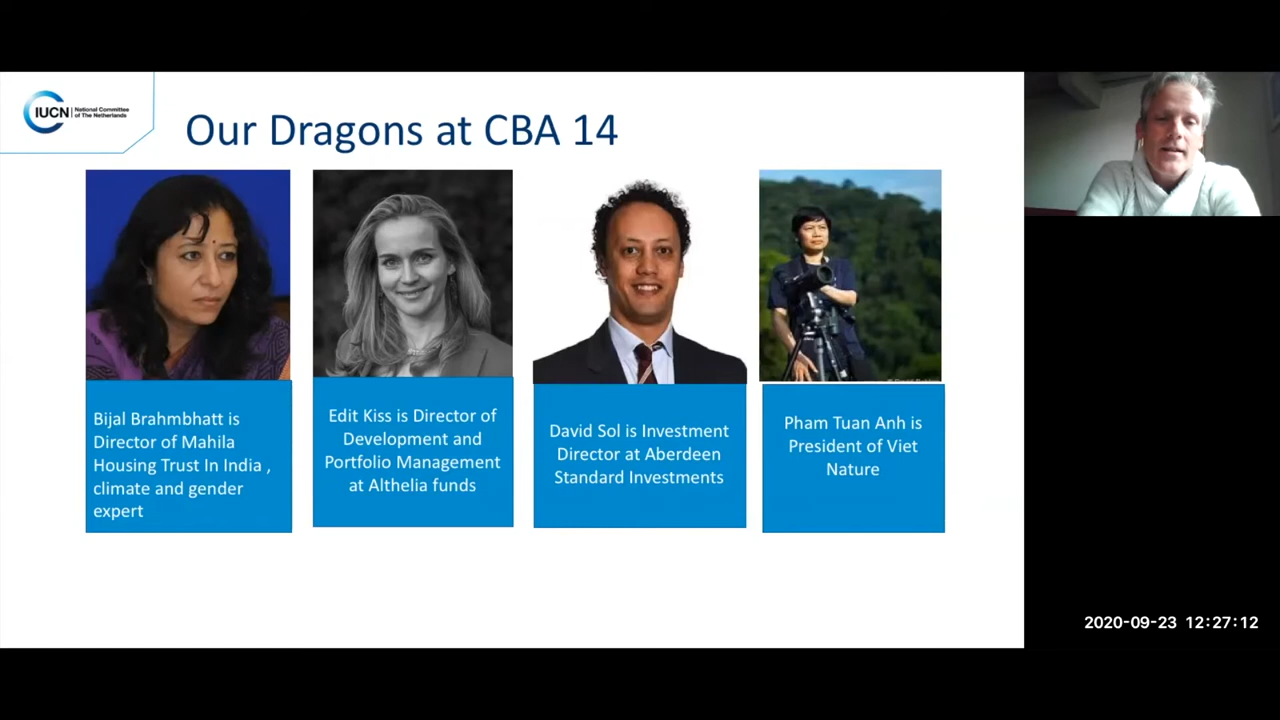 IUCN
National Committee
of The Netherlands
Our Dragons at CBA 14
Bijal Brahmbhatt is
Director of Mahila
Housing Trust In India ,
climate and gender
expert
Edit Kiss is Director of
Development and
Portfolio Management
at Althelia funds
David Sol is Investment
Director at Aberdeen
Standard Investments
Pham Tuan Anh is
President of Viet
Nature
2020-09-23 12:27:12